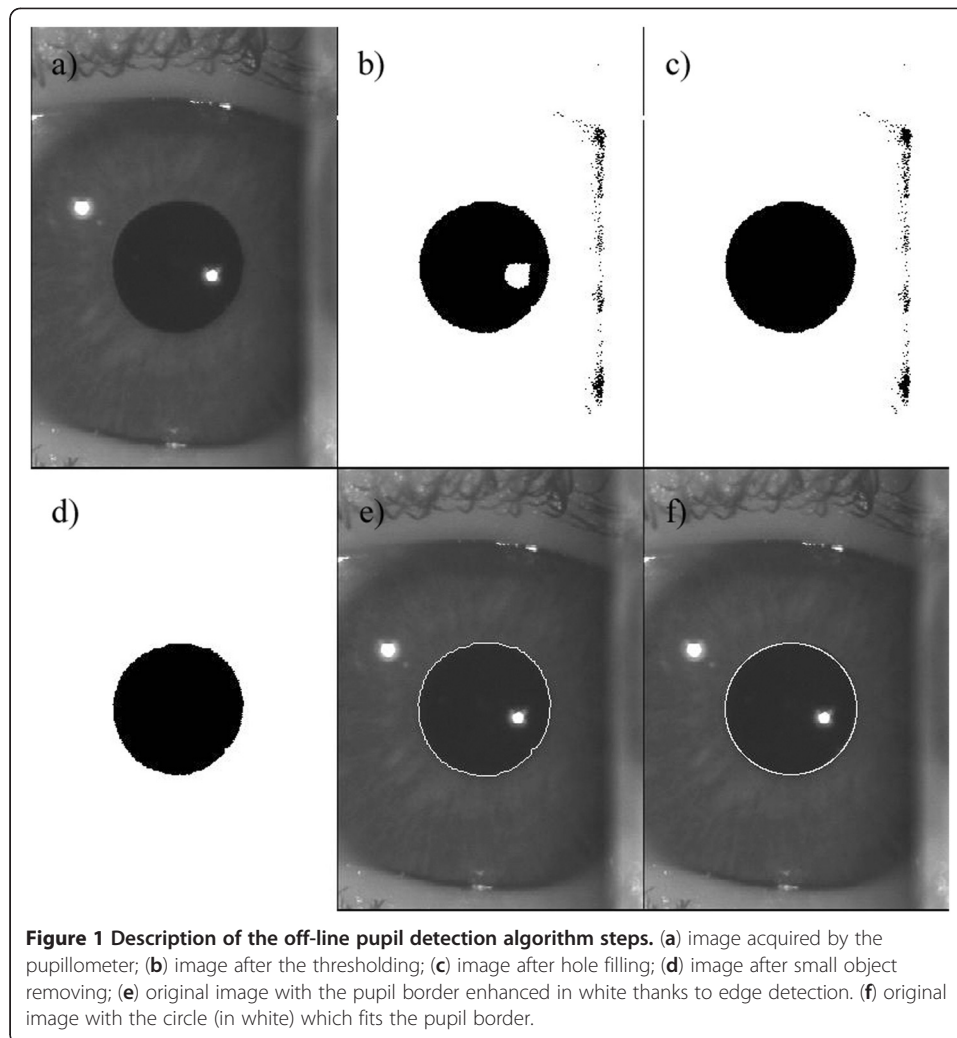 a)
b)
c)
d)
e)
f)
Figure 1 Description of the off-line pupil detection algorithm steps. (a) image acquired by the
pupillometer; (b) image after the thresholding; (c) image after hole filling; (d) image after small object
removing; (e) original image with the pupil border enhanced in white thanks to edge detection. (f) original
image with the circle (in white) which fits the pupil border.